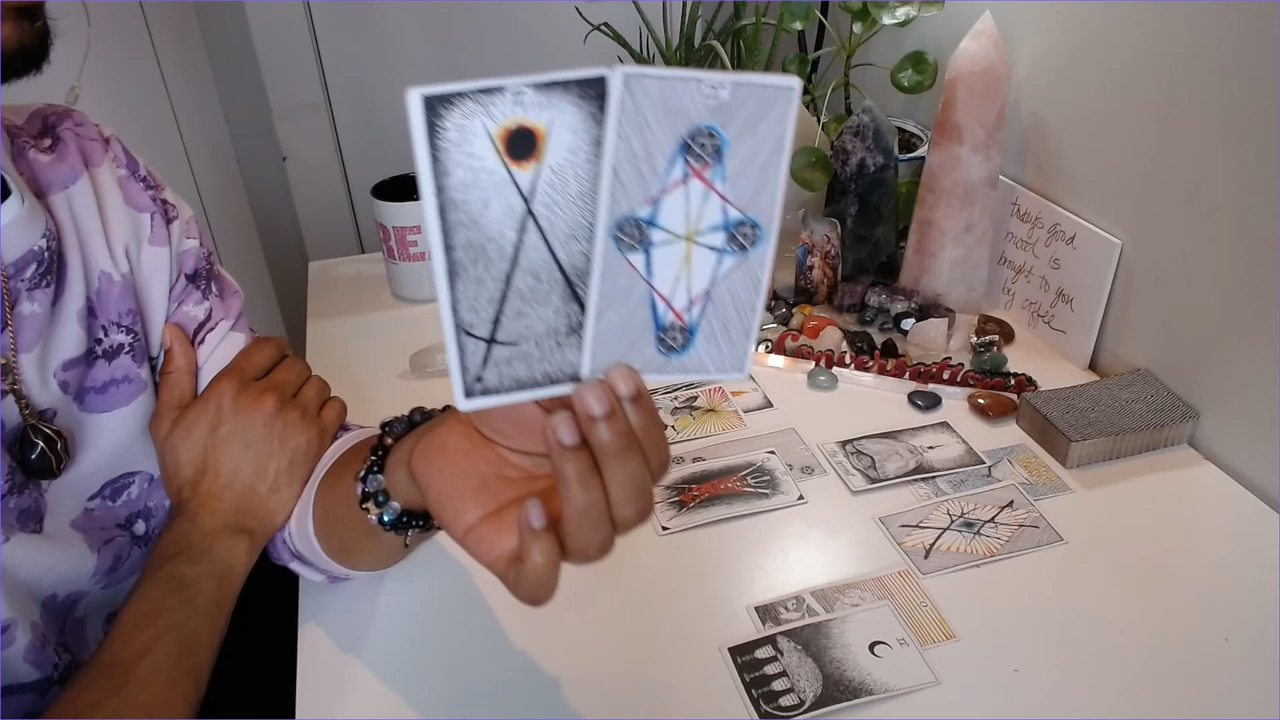 RE
today's good
mood is
brought to you
by coffee
Conversations